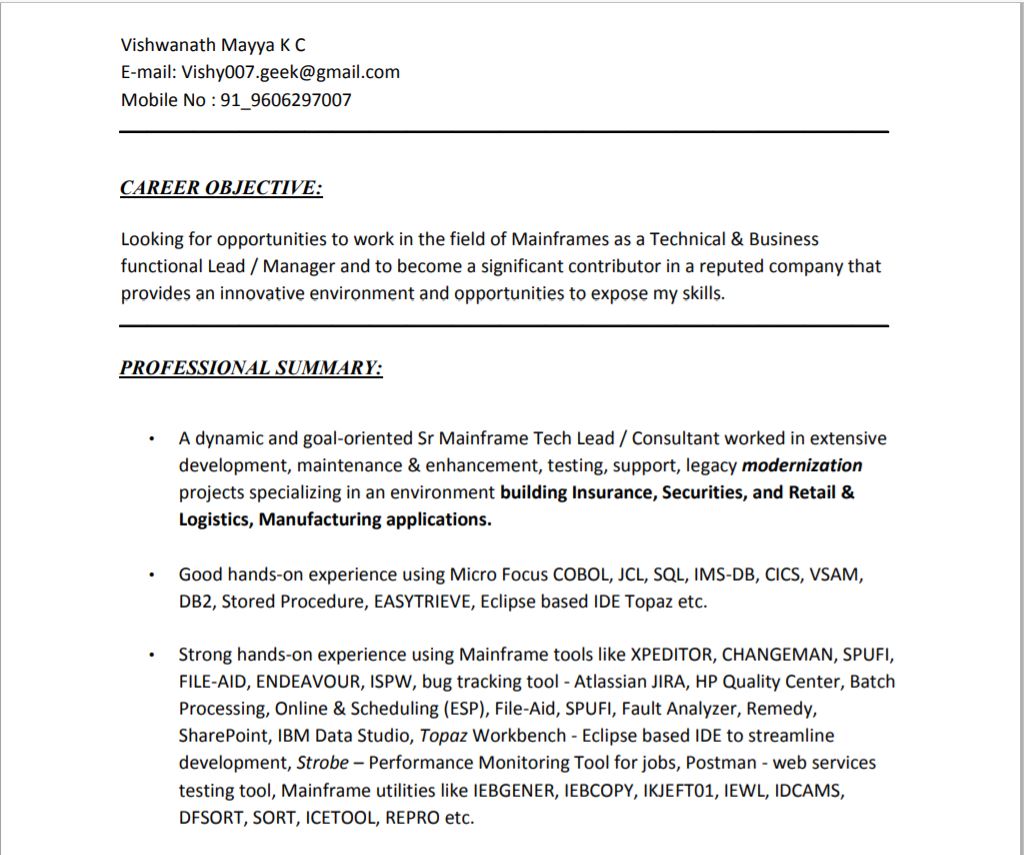 Vishwanath Mayya K C
E-mail: Vishy007.geek@gmail.com
Mobile No : 91_9606297007
CAREER OBJECTIVE:
Looking for opportunities to work in the field of Mainframes as a Technical & Business
functional Lead / Manager and to become a significant contributor in a reputed company that
provides an innovative environment and opportunities to expose my skills.
PROFESSIONAL SUMMARY:
• A dynamic and goal-oriented Sr Mainframe Tech Lead / Consultant worked in extensive
development, maintenance & enhancement, testing, support, legacy modernization
projects specializing in an environment building Insurance, Securities, and Retail &
Logistics, Manufacturing applications.
• Good hands-on experience using Micro Focus COBOL, JCL, SQL, IMS-DB, CICS, VSAM,
DB2, Stored Procedure, EASYTRIEVE, Eclipse based IDE Topaz etc.
• Strong hands-on experience using Mainframe tools like XPEDITOR, CHANGEMAN, SPUFI,
FILE-AID, ENDEAVOUR, ISPW, bug tracking tool - Atlassian JIRA, HP Quality Center, Batch
Processing, Online & Scheduling (ESP), File-Aid, SPUFI, Fault Analyzer, Remedy,
SharePoint, IBM Data Studio, Topaz Workbench - Eclipse based IDE to streamline
development, Strobe – Performance Monitoring Tool for jobs, Postman - web services
testing tool, Mainframe utilities like IEBGENER, IEBCOPY, IKJEFT01, IEWL, IDCAMS,
DFSORT, SORT, ICETOOL, REPRO etc.